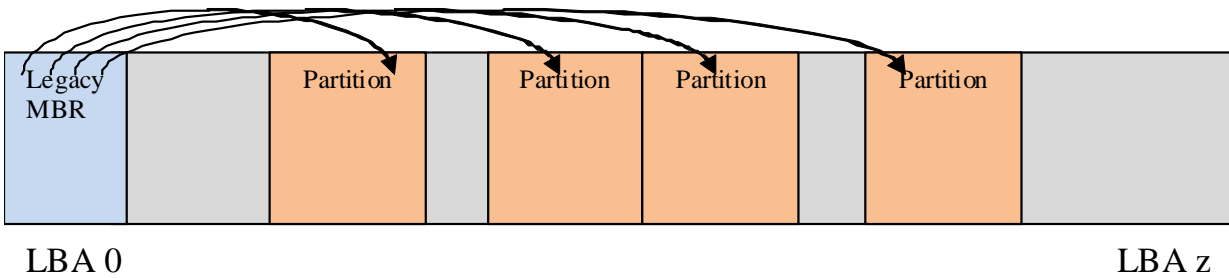 Legacy
MBR
Partition
Partition
Partition
Partition
LBA 0
LBA z